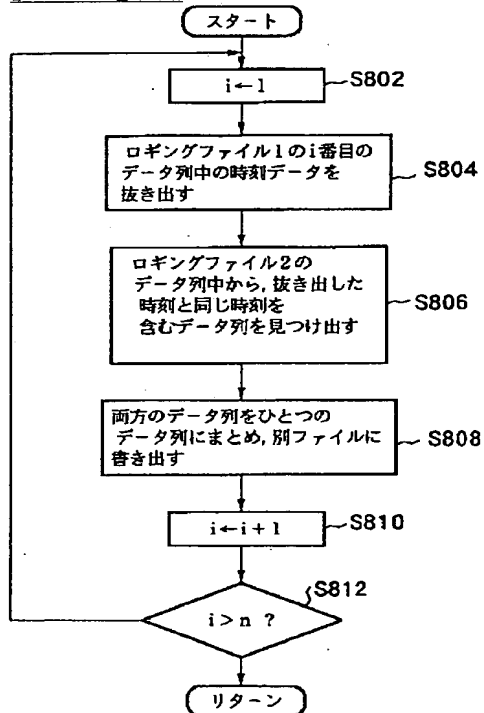 スタート
i←1
S802
ロギングファイル1のi番目の
データ列中の時刻データを
抜き出す
S804
ロギングファイル2の
データ列中から,抜き出した
時刻と同じ時刻を
含むデータ列を見つけ出す
S806
両方のデータ列をひとつの
データ列にまとめ,別ファイルに
書き出す
S808
i←i+1
S810
S812
i>n ?
リターン